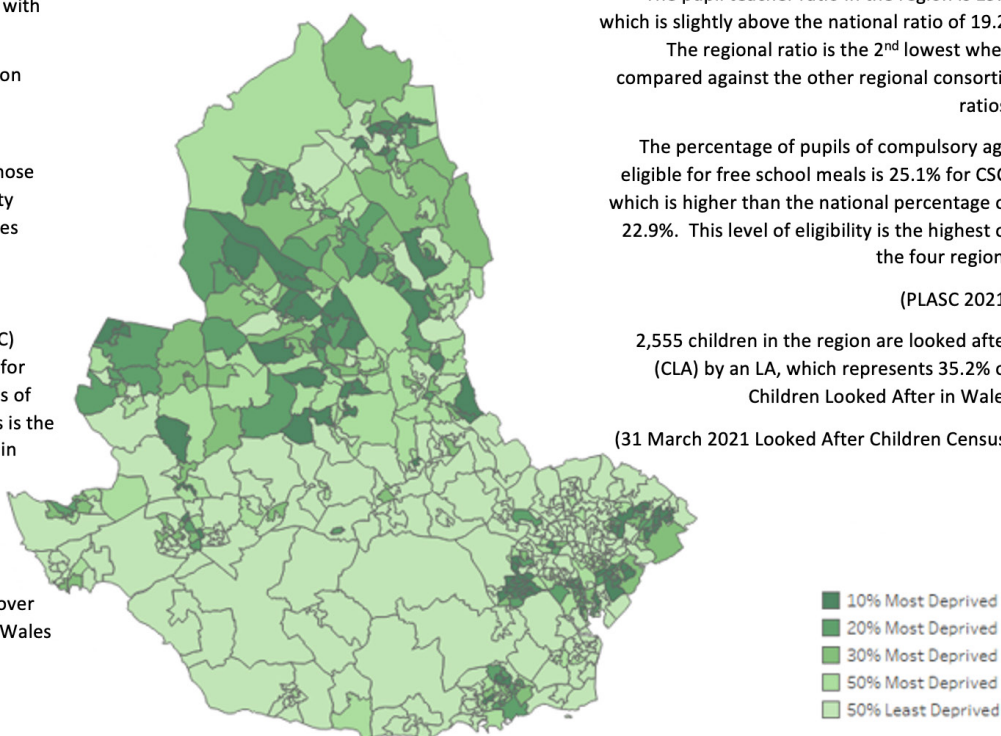 with
on
hose
ty
es
C)
for
s of
s is the
in
over
Wales
which is slightly above the national ratio of 19.2
The regional ratio is the 2nd lowest whe
compared against the other regional consorti
ratios
The percentage of pupils of compulsory ag
eligible for free school meals is 25.1% for CSC
which is higher than the national percentage o
22.9%. This level of eligibility is the highest o
the four region
(PLASC 2021
2,555 children in the region are looked afte
(CLA) by an LA, which represents 35.2% o
Children Looked After in Wale
(31 March 2021 Looked After Children Census
10% Most Deprived
20% Most Deprived
30% Most Deprived
50% Most Deprived
50% Least Deprived